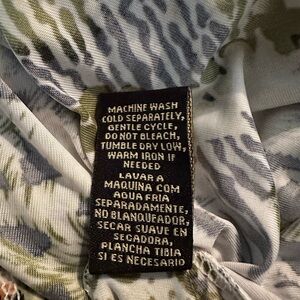 MACHINE WASH
COLD SEPARATELY,
GENTLE CYCLE,
DO NOT BLEACH,
TUMBLE DRY LOW,
WARM IRON IF
NEEDED
LAVAR A
MAQUINA COM
AGUA FRIA
SEPARADAMENTE,
NO BLANQUEADOR,
SECAR SUAVE EN
SECADORA,
PLANCHA TIBIA
SI ES NECESARIO